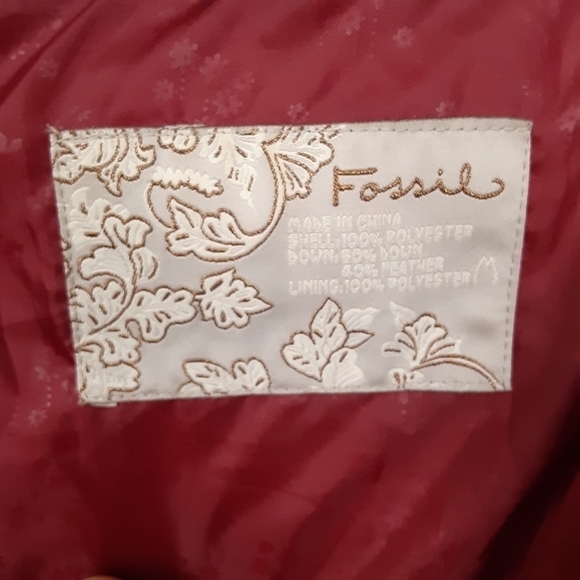 Fossil
MADE IN CHINA
SHELL:100% POLYESTER
DOWN: 60% DOWN
40% FEATHER
LINING:100% POLYESTER
M